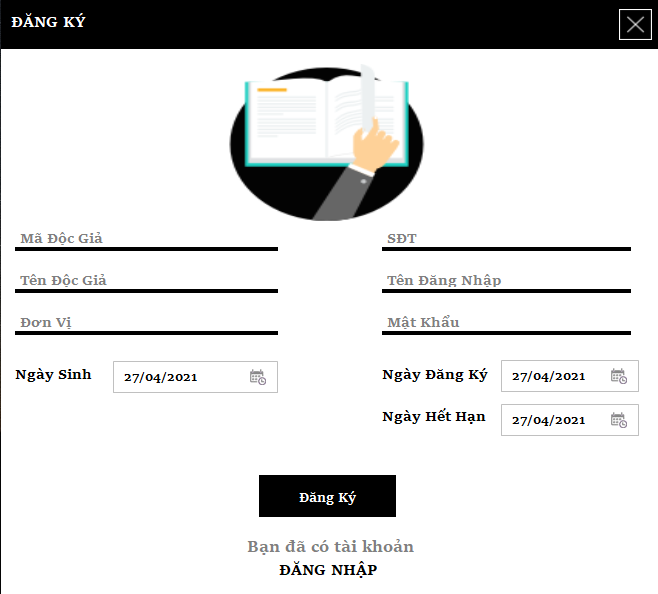 ĐĂNG KÝ
Mã Độc Giả
SĐT
Tên Độc Giả
Tên Đăng Nhập
Đơn Vị
Mật Khẩu
Ngày Sinh 27/04/2021
Ngày Đăng Ký 27/04/2021
Ngày Hết Hạn 27/04/2021
Đăng Ký
Bạn đã có tài khoản
ĐĂNG NHẬP